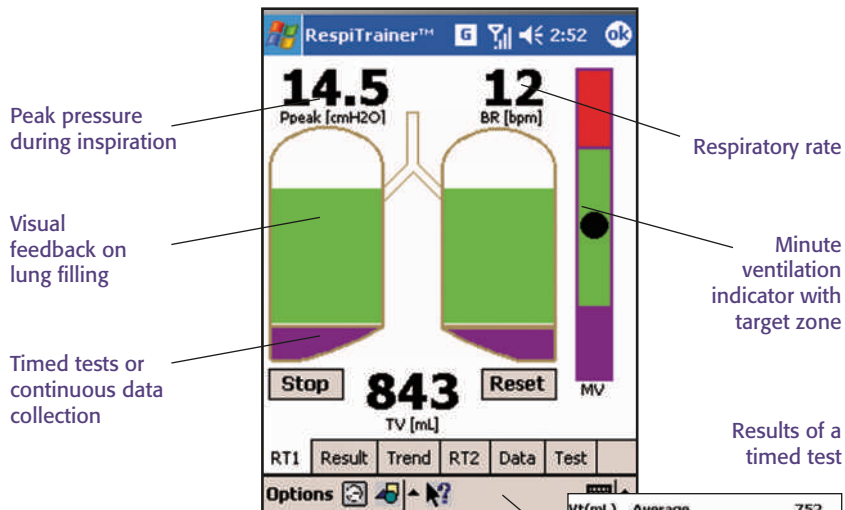 RespiTrainer™ G 2:52 ok
14.5
Ppeak [cmH2O]
12
BR [bpm]
Peak pressure
during inspiration
Respiratory rate
Visual
feedback on
lung filling
Minute
ventilation
indicator with
target zone
Timed tests or
continuous data
collection
Stop
843
TV [mL]
Reset
MV
Results of a
timed test
RT1 Result Trend RT2 Data Test
Options ?
Vt(mL) Average 752